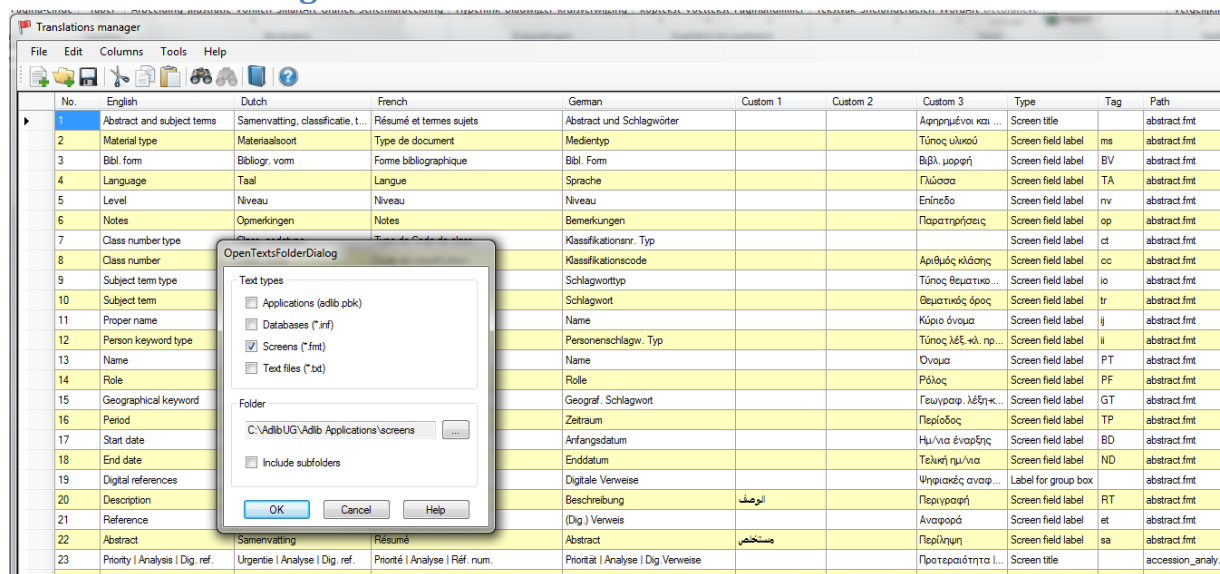 Translations manager
File Edit Columns Tools Help
No. English Dutch French German Custom 1 Custom 2 Custom 3 Type Tag Path
1 Abstract and subject terms Samenvatting, classificatie, t... Résumé et termes sujets Abstract und Schlagwörter Αφηρημένοι και ... Screen title abstract.fmt
2 Material type Materiaalsoort Type de document Medientyp Τύπος υλικού Screen field label ms abstract.fmt
3 Bibl. form Bibliogr. vorm Forme bibliographique Bibl. Form Βιβλ. μορφή Screen field label BV abstract.fmt
4 Language Taal Langue Sprache Γλώσσα Screen field label TA abstract.fmt
5 Level Niveau Niveau Niveau Επίπεδο Screen field label nv abstract.fmt
6 Notes Opmerkingen Notes Bemerkungen Παρατηρήσεις Screen field label op abstract.fmt
7 Class number type Klassifikationsnr. Typ Screen field label ct abstract.fmt
8 Class number Klassifikationscode Αριθμός κλάσης Screen field label cc abstract.fmt
9 Subject term type Schlagworttyp Τύπος θεματικο... Screen field label io abstract.fmt
10 Subject term Schlagwort Θεματικός όρος Screen field label tr abstract.fmt
11 Proper name Name Κύριο όνομα Screen field label ij abstract.fmt
12 Person keyword type Personenschlagw. Typ Τύπος λέξ.-κλ. πρ... Screen field label ii abstract.fmt
13 Name Name Όνομα Screen field label PT abstract.fmt
14 Role Rolle Ρόλος Screen field label PF abstract.fmt
15 Geographical keyword Geograf. Schlagwort Γεωγραφ. λέξη-κ... Screen field label GT abstract.fmt
16 Period Zeitraum Περίοδος Screen field label TP abstract.fmt
17 Start date Anfangsdatum Ημ/νια έναρξης Screen field label BD abstract.fmt
18 End date Enddatum Τελική ημ/νια Screen field label ND abstract.fmt
19 Digital references Digitale Verweise Ψηφιακές αναφ... Label for group box abstract.fmt
20 Description Beschreibung الوصف Περιγραφή Screen field label RT abstract.fmt
21 Reference (Dig.) Verweis Αναφορά Screen field label et abstract.fmt
22 Abstract Samenvatting Résumé Abstract مستخلص Περίληψη Screen field label sa abstract.fmt
23 Priority | Analysis | Dig. ref. Urgentie | Analyse | Dig. ref. Priorité | Analyse | Réf. num. Priorität | Analyse | Dig.Verweise Προτεραιότητα |... Screen title accession_analy.
OpenTextsFolderDialog
Text types
Applications (adlib.pbk)
Databases (*.inf)
Screens (*.fmt)
Text files (*.txt)
Folder
C:\AdlibUG\Adlib Applications\screens ...
Include subfolders
OK Cancel Help